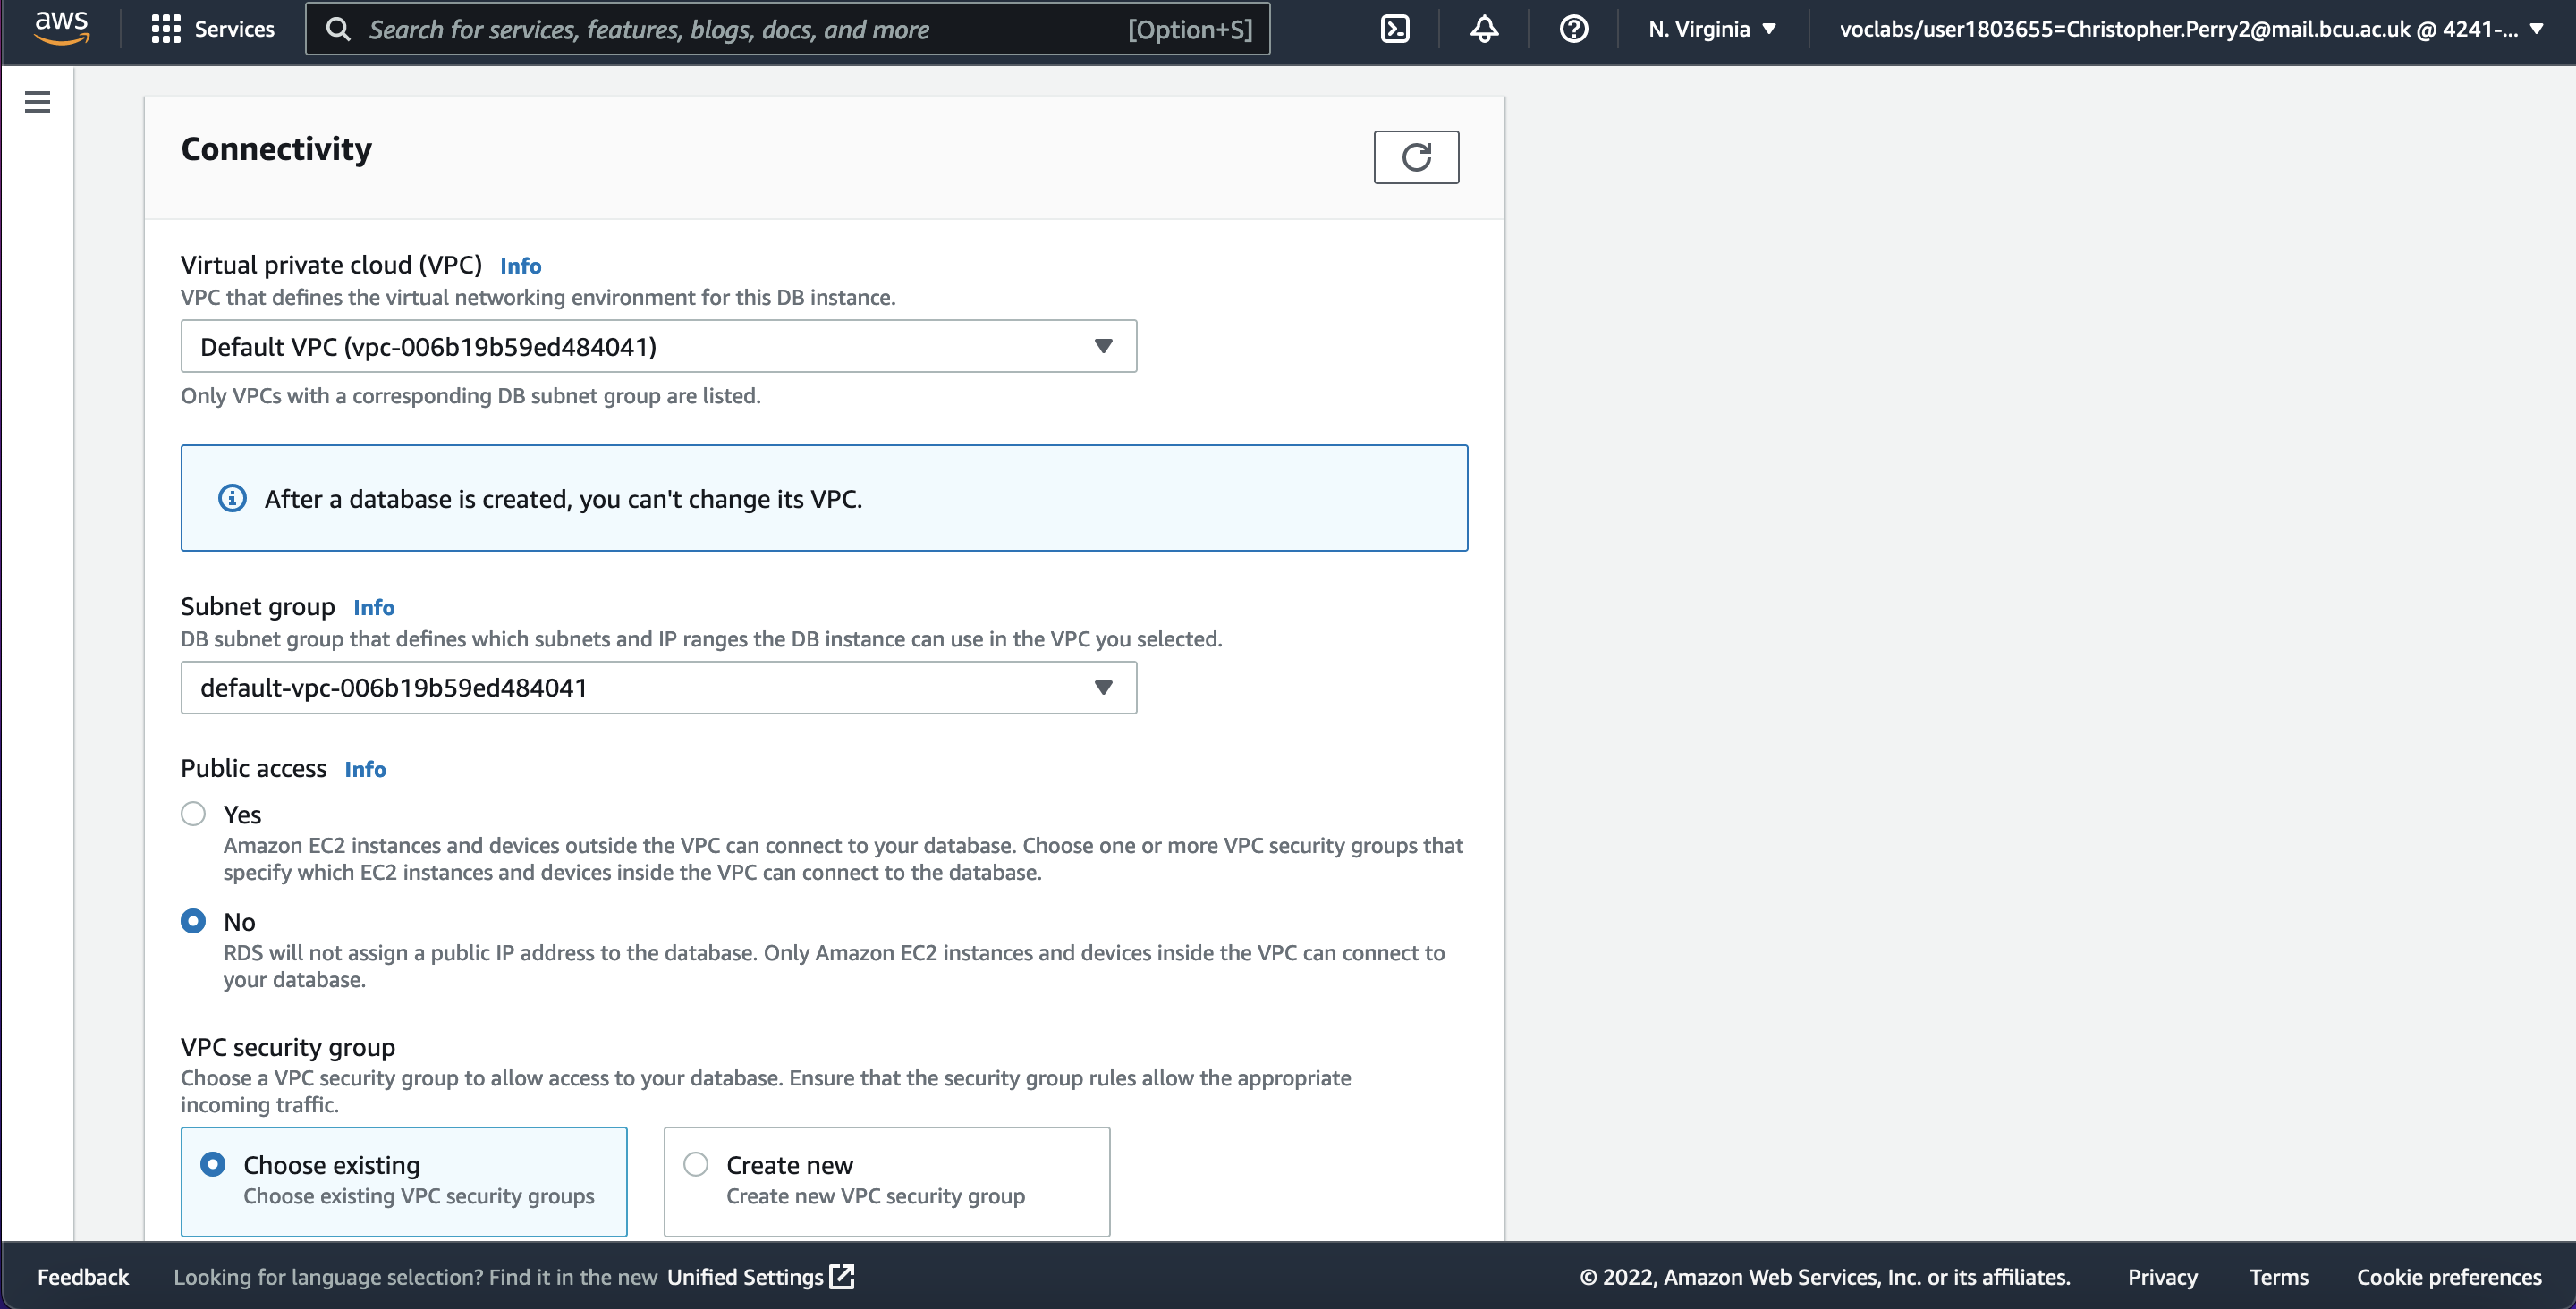 aws
Services
Search for services, features, blogs, docs, and more
[Option+S]
N. Virginia
voclabs/user1803655=Christopher.Perry2@mail.bcu.ac.uk @ 4241-...
Connectivity
Virtual private cloud (VPC) Info
VPC that defines the virtual networking environment for this DB instance.
Default VPC (vpc-006b19b59ed484041)
Only VPCs with a corresponding DB subnet group are listed.
After a database is created, you can't change its VPC.
Subnet group Info
DB subnet group that defines which subnets and IP ranges the DB instance can use in the VPC you selected.
default-vpc-006b19b59ed484041
Public access Info
Yes
Amazon EC2 instances and devices outside the VPC can connect to your database. Choose one or more VPC security groups that
specify which EC2 instances and devices inside the VPC can connect to the database.
No
RDS will not assign a public IP address to the database. Only Amazon EC2 instances and devices inside the VPC can connect to
your database.
VPC security group
Choose a VPC security group to allow access to your database. Ensure that the security group rules allow the appropriate
incoming traffic.
Choose existing
Choose existing VPC security groups
Create new
Create new VPC security group
Feedback
Looking for language selection? Find it in the new Unified Settings
© 2022, Amazon Web Services, Inc. or its affiliates.
Privacy
Terms
Cookie preferences